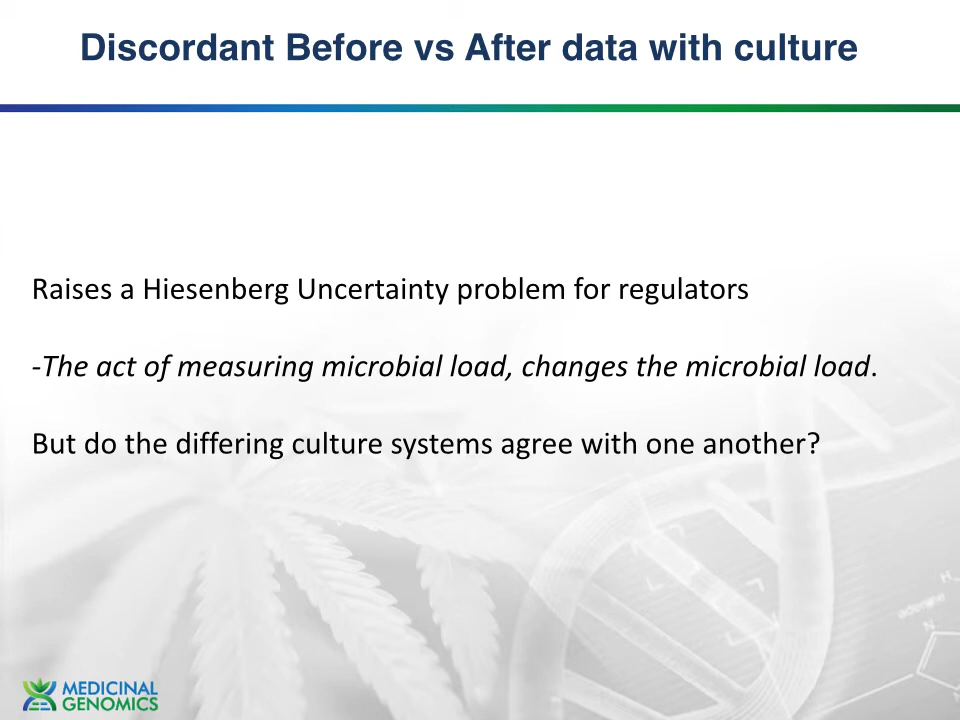 Discordant Before vs After data with culture
Raises a Hiesenberg Uncertainty problem for regulators
-The act of measuring microbial load, changes the microbial load.
But do the differing culture systems agree with one another?
MEDICINAL
GENOMICS